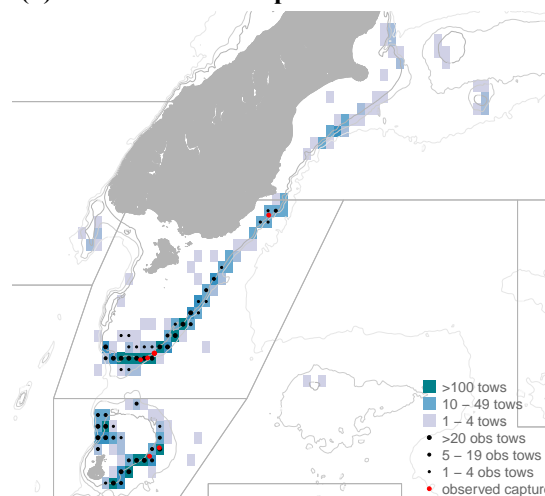 >100 tows
10 – 49 tows
1 – 4 tows
>20 obs tows
5 – 19 obs tows
1 – 4 obs tows
observed captur